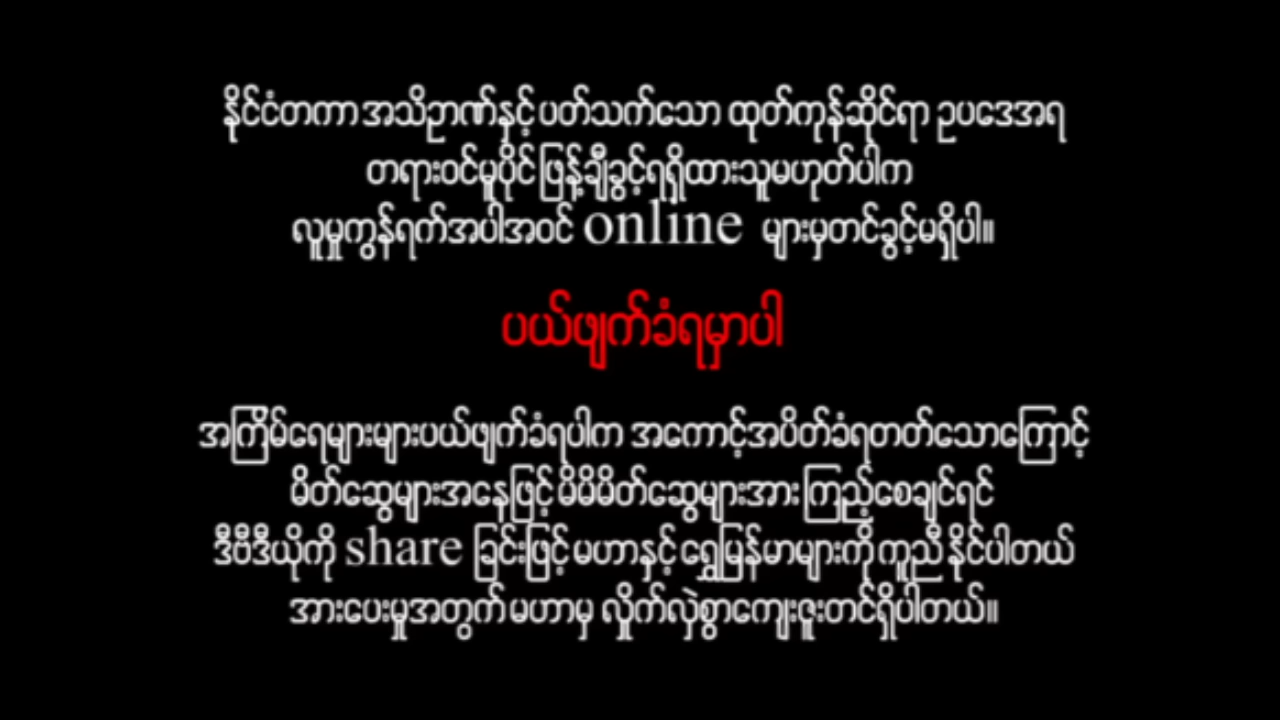 နိုင်ငံတကာ အသိဉာဏ်နှင့် ပတ်သက်သော ထုတ်ကုန်ဆိုင်ရာ ဥပဒေအရ
တရားဝင်မူပိုင် ဖြန့်ချီခွင့်ရရှိထားသူမဟုတ်ပါက
လူမှုကွန်ရက်အပါအဝင် online များမှတင်ခွင့်မရှိပါ။
ပယ်ဖျက်ခံရမှာပါ
အကြိမ်ရေများများပယ်ဖျက်ခံရပါက အကောင့်အပိတ်ခံရတတ်သောကြောင့်
မိတ်ဆွေများအနေဖြင့် မိမိမိတ်ဆွေများအား ကြည့်စေချင်ရင်
ဒီဗီဒီယိုကို share ခြင်းဖြင့် မဟာနှင့် ရွှေမြန်မာများကို ကူညီ နိုင်ပါတယ်
အားပေးမှုအတွက် မဟာမှ လှိုက်လှဲစွာကျေးဇူးတင်ရှိပါတယ်။